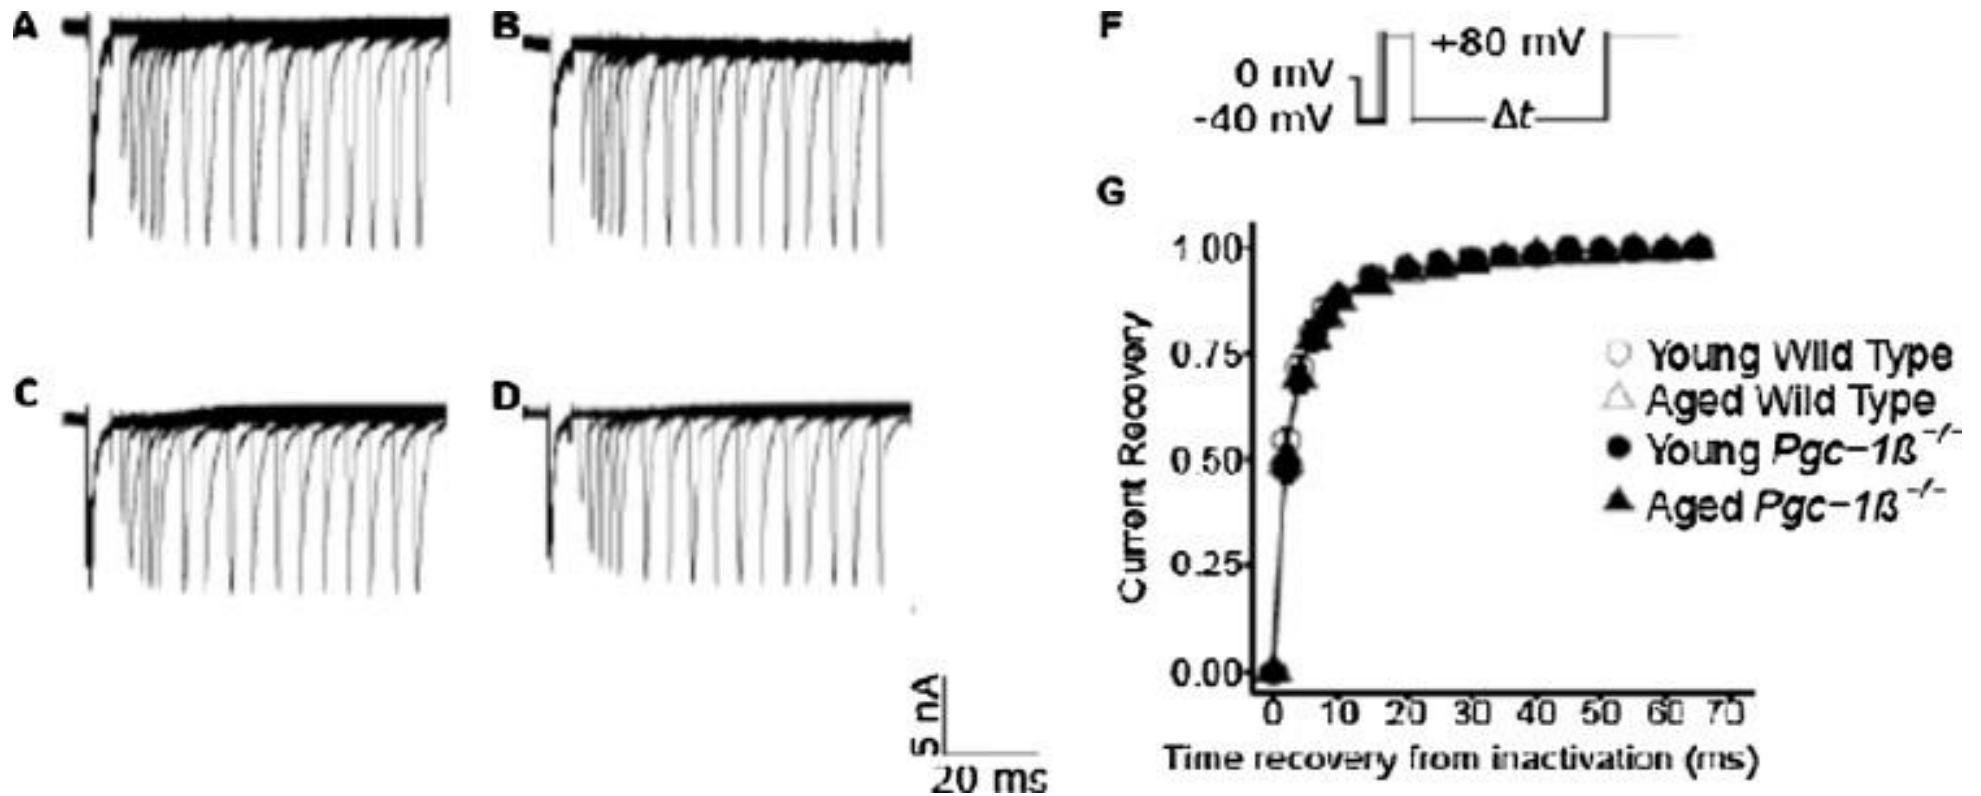 A
B
C
D
5 nA
20 ms
F
+80 mV
0 mV
-40 mV
Δt
G
Current Recovery
1 00
0.75
0 50
0.25
0.00
0 10 20 30 40 50 60 70
Time recovery from inactivation (ms)
Young Wild Type
Aged Wild Type
Young Pgc−1ß−/−
Aged Pgc−1ß−/−